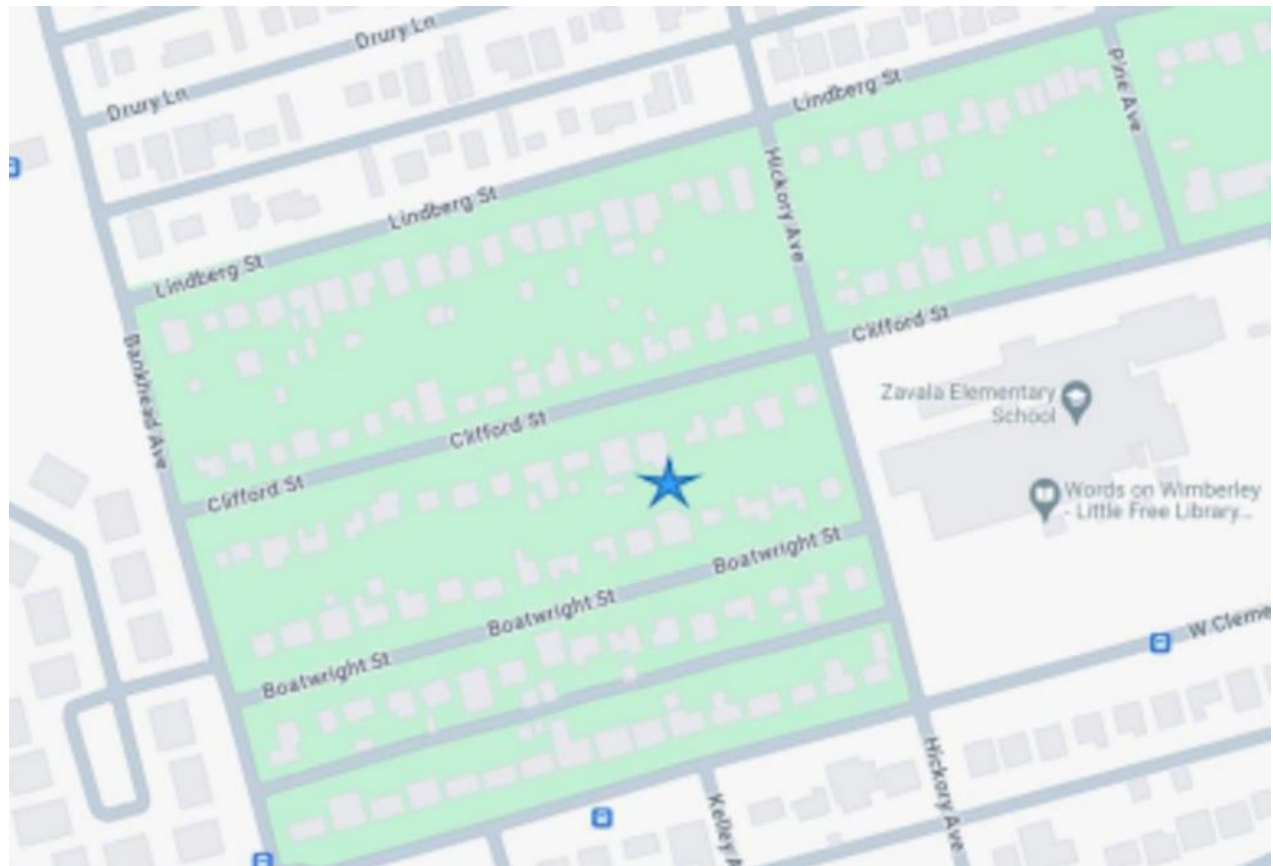 Drury Ln
Drury Ln
Lindberg St
Pine Ave
Hickory Ave
Lindberg St
Lindberg St
Clifford St
Bankhead Ave
Zavala Elementary
School
Clifford St
Clifford St
Words on Wimberley
- Little Free Library...
Boatwright St
Boatwright St
W Cleme
Boatwright St
Hickory Ave
Kelley A